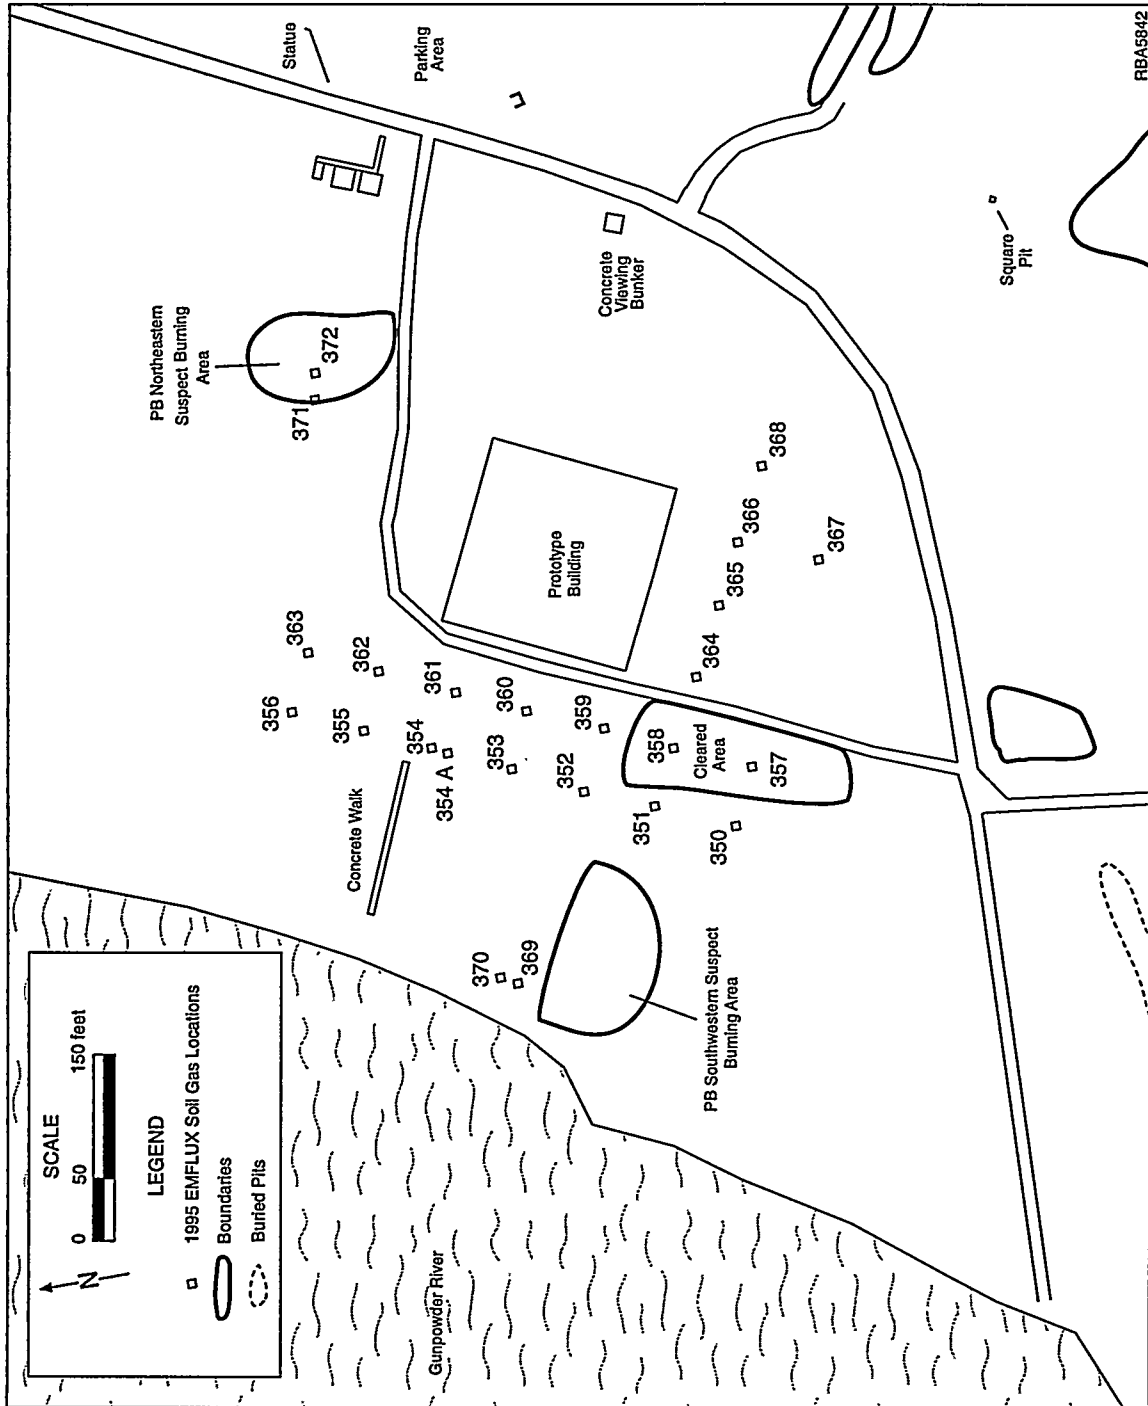 SCALE
0 50 150 feet
N
LEGEND
1995 EMFLUX Soil Gas Locations
Boundaries
Buried Pits
Gunpowder River
Concrete Walk
PB Northeastern
Suspect Burning
Area
Statue
Parking
Area
371
372
356
363
355
362
354
354 A
361
353
360
352
359
351
358
Cleared
Area
350
357
370
369
PB Southwestern Suspect
Burning Area
Prototype
Building
Concrete
Viewing
Bunker
364
365
366
368
367
Square
Pit
RBA5842